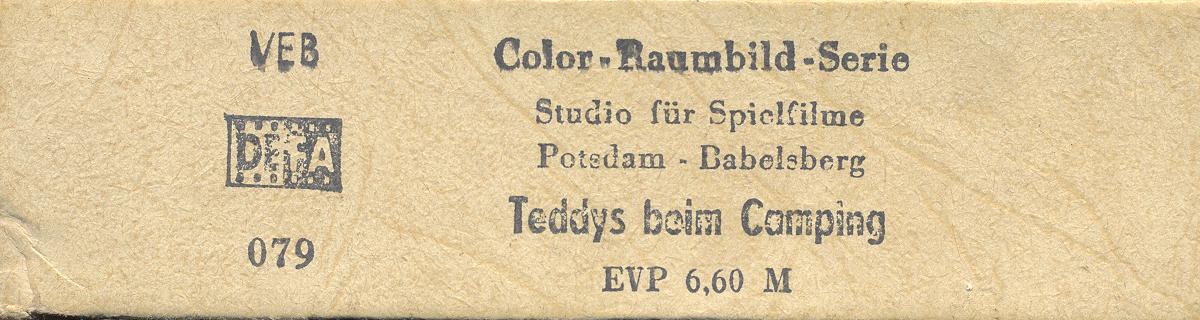 VEB
DEFA
079
Color-Raumbild-Serie
Studio für Spielfilme
Potsdam - Babelsberg
Teddys beim Camping
EVP 6,60 M